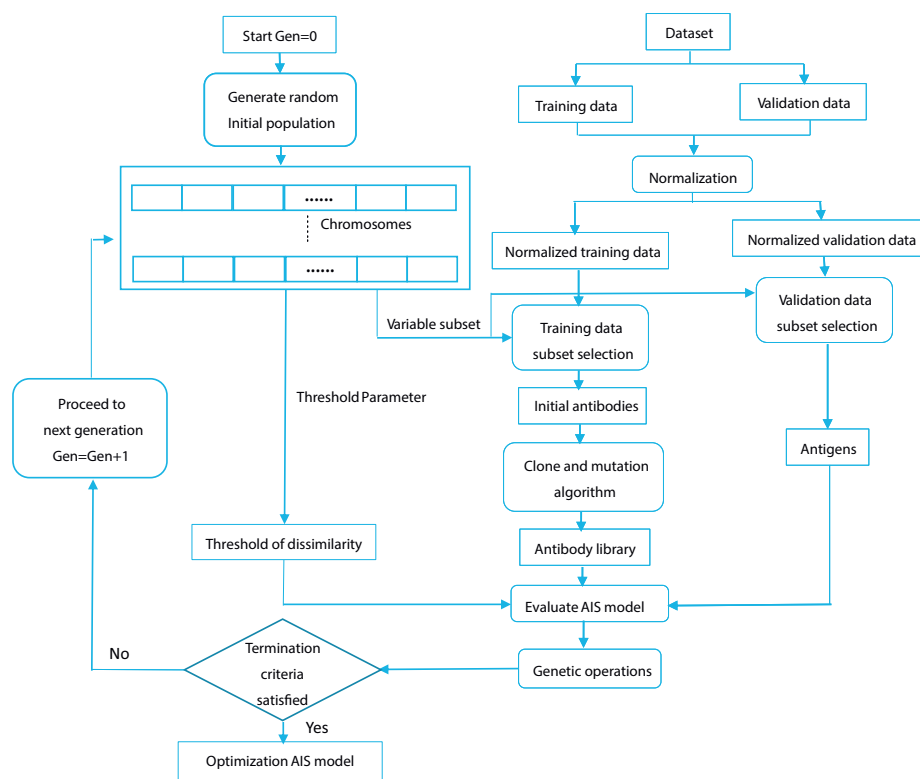 Start Gen=0
Generate random
Initial population
......
Chromosomes
......
Variable subset
Threshold Parameter
Proceed to
next generation
Gen=Gen+1
Threshold of dissimilarity
No
Termination
criteria
satisfied
Yes
Optimization AIS model
Dataset
Training data
Validation data
Normalization
Normalized training data
Normalized validation data
Training data
subset selection
Validation data
subset selection
Initial antibodies
Antigens
Clone and mutation
algorithm
Antibody library
Evaluate AIS model
Genetic operations